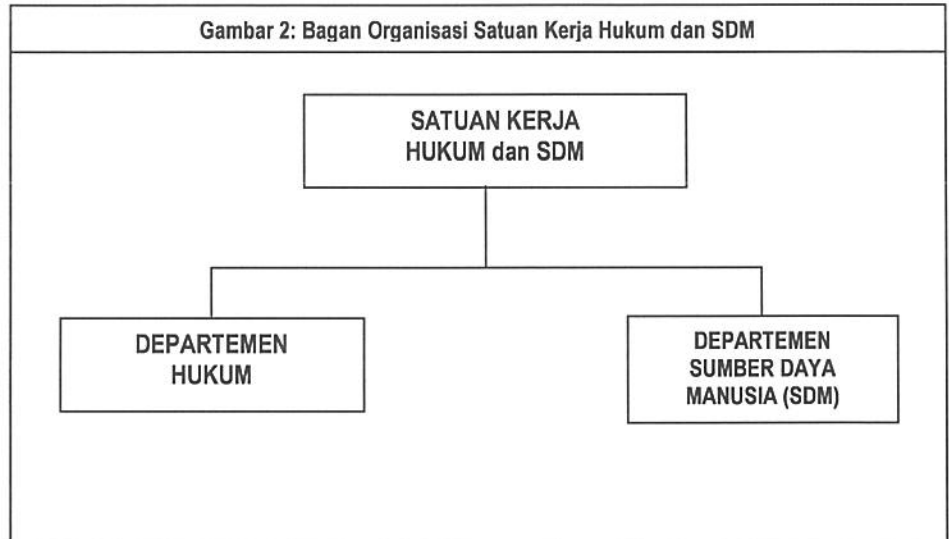 Gambar 2: Bagan Organisasi Satuan Kerja Hukum dan SDM
SATUAN KERJA
HUKUM dan SDM
DEPARTEMEN
HUKUM
DEPARTEMEN
SUMBER DAYA
MANUSIA (SDM)